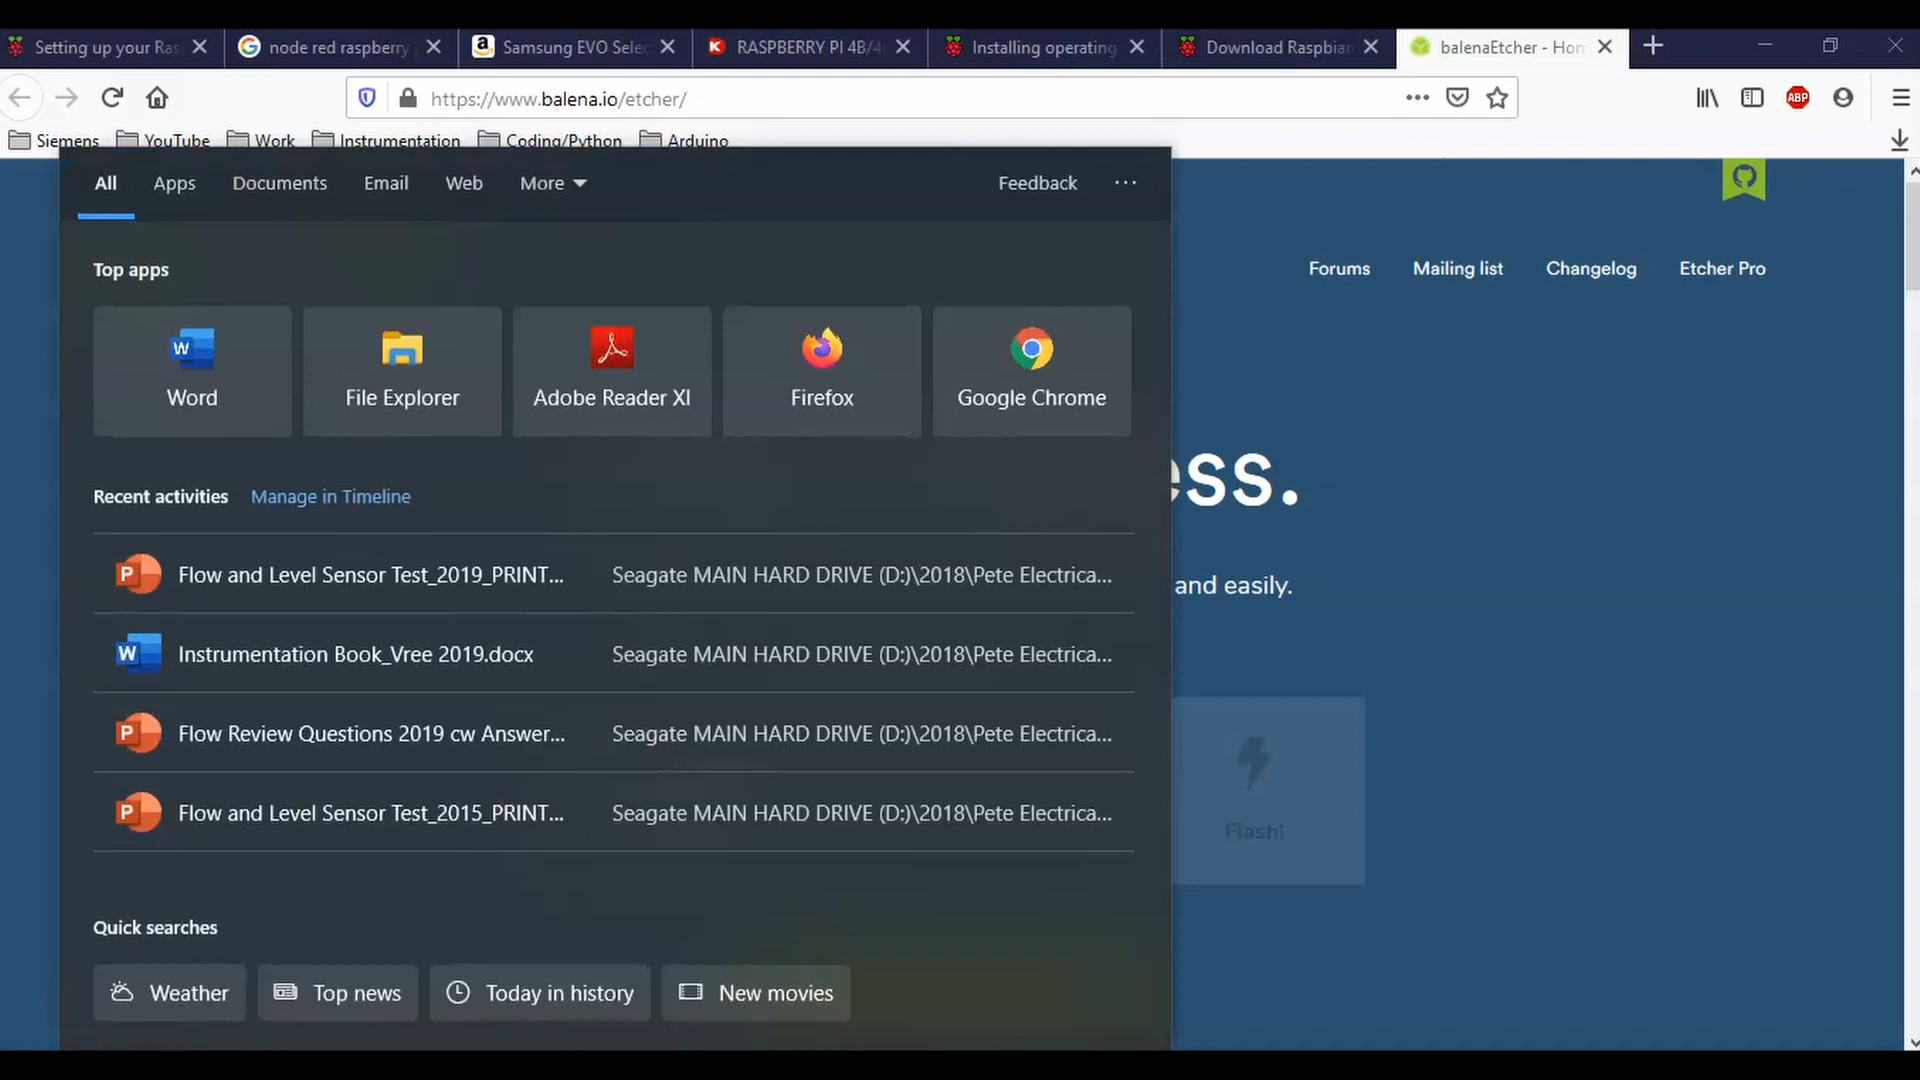 Setting up your Ras
node red raspberry
Samsung EVO Selec
RASPBERRY PI 4B/4
Installing operating
Download Raspbian
balenaEtcher - Hom
https://www.balena.io/etcher/
ABP
Siemens
YouTube
Work
Instrumentation
Coding/Python
Arduino
All
Apps
Documents
Email
Web
More
Feedback
Forums
Mailing list
Changelog
Etcher Pro
Top apps
Word
File Explorer
Adobe Reader XI
Firefox
Google Chrome
ess.
and easily.
Recent activities
Manage in Timeline
Flow and Level Sensor Test_2019_PRINT...
Seagate MAIN HARD DRIVE (D:)\2018\Pete Electrica...
Instrumentation Book_Vree 2019.docx
Seagate MAIN HARD DRIVE (D:)\2018\Pete Electrica...
Flow Review Questions 2019 cw Answer...
Seagate MAIN HARD DRIVE (D:)\2018\Pete Electrica...
Flow and Level Sensor Test_2015_PRINT...
Seagate MAIN HARD DRIVE (D:)\2018\Pete Electrica...
Flash!
Quick searches
Weather
Top news
Today in history
New movies